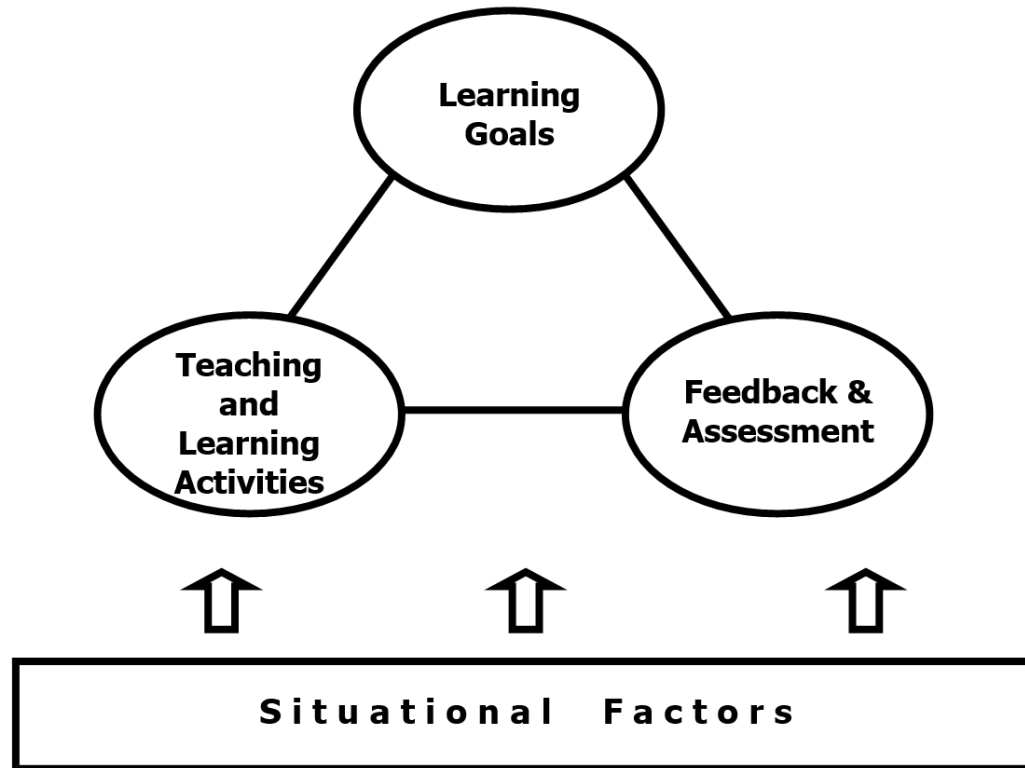 Learning
Goals
Teaching
and
Learning
Activities
Feedback &
Assessment
Situational Factors